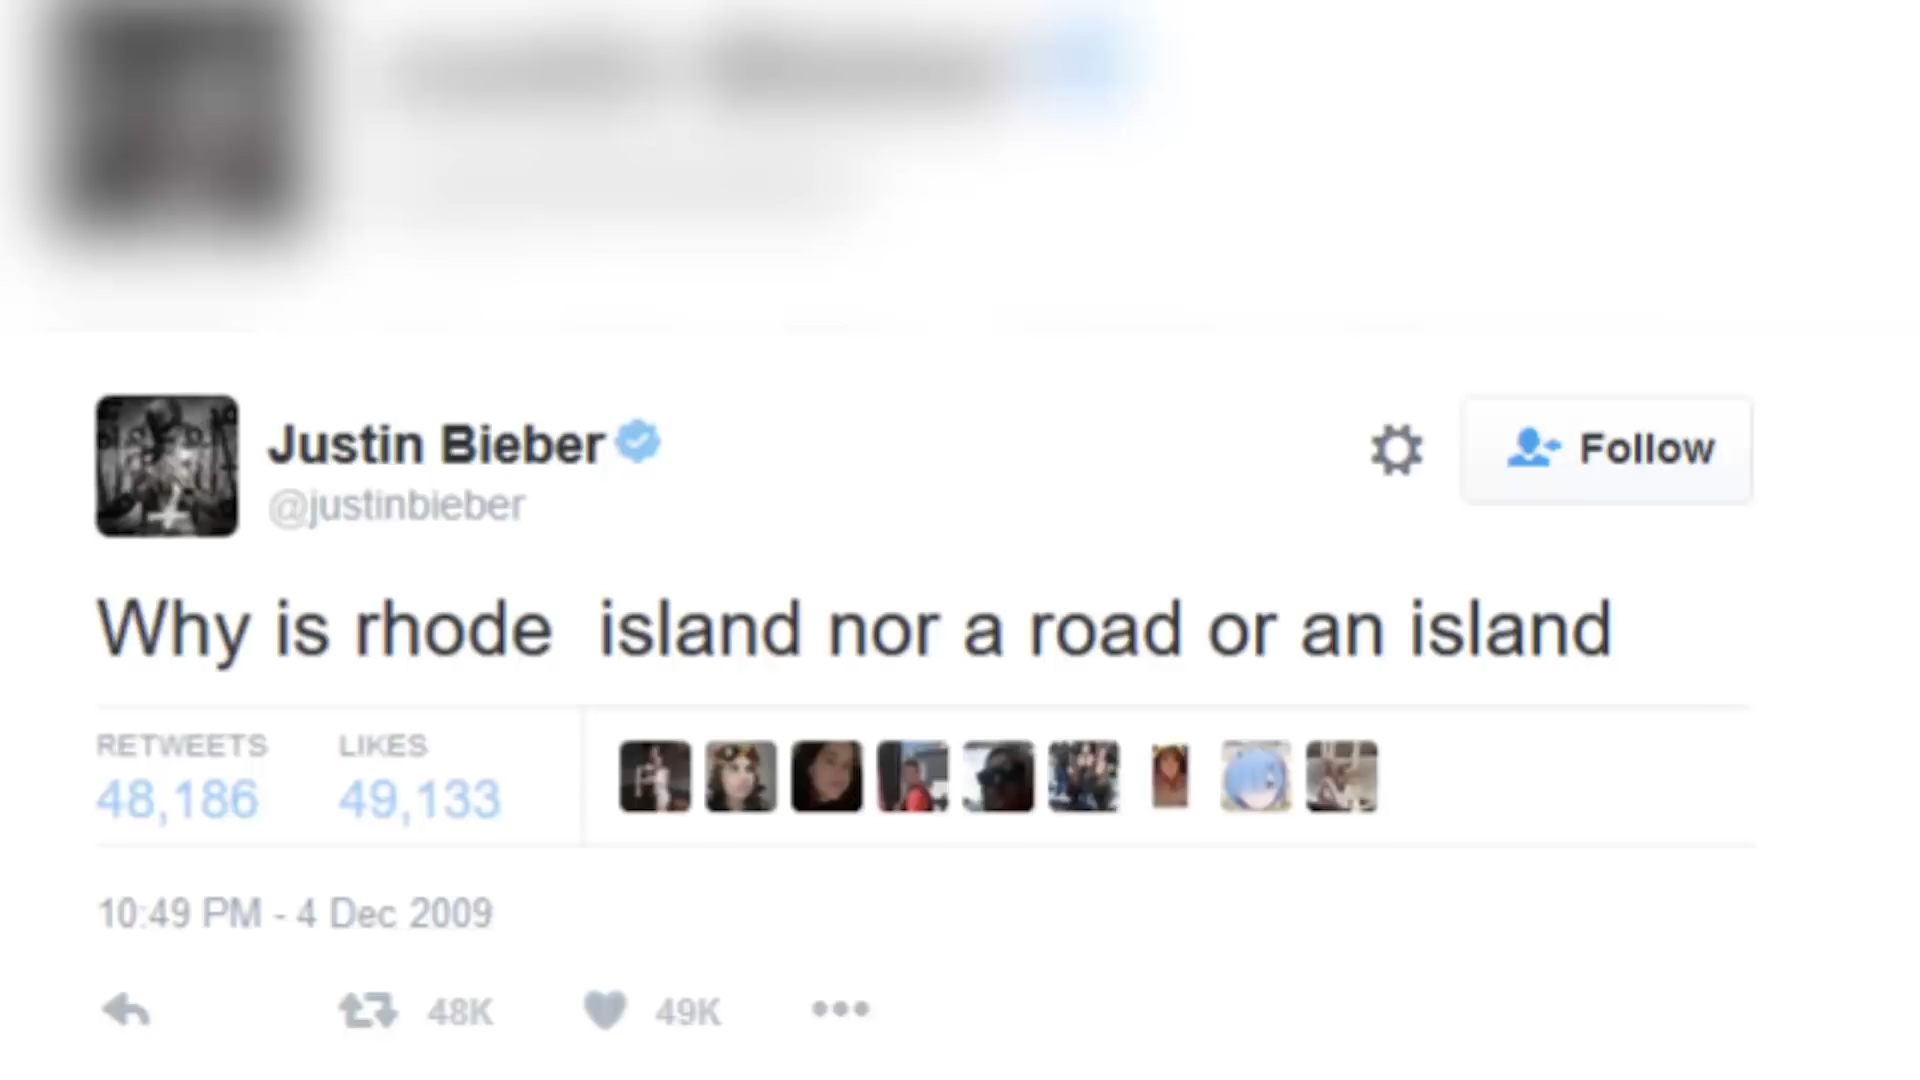 Justin Bieber
@justinbieber
Follow
Why is rhode  island nor a road or an island
RETWEETS LIKES
48,186 49,133
10:49 PM - 4 Dec 2009
48K 49K